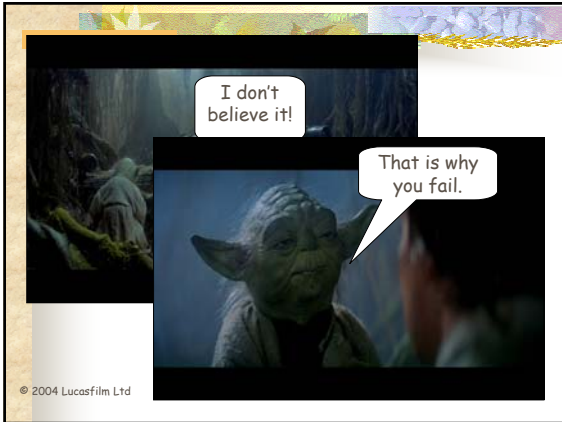 I don't
believe it!
That is why
you fail.
© 2004 Lucasfilm Ltd